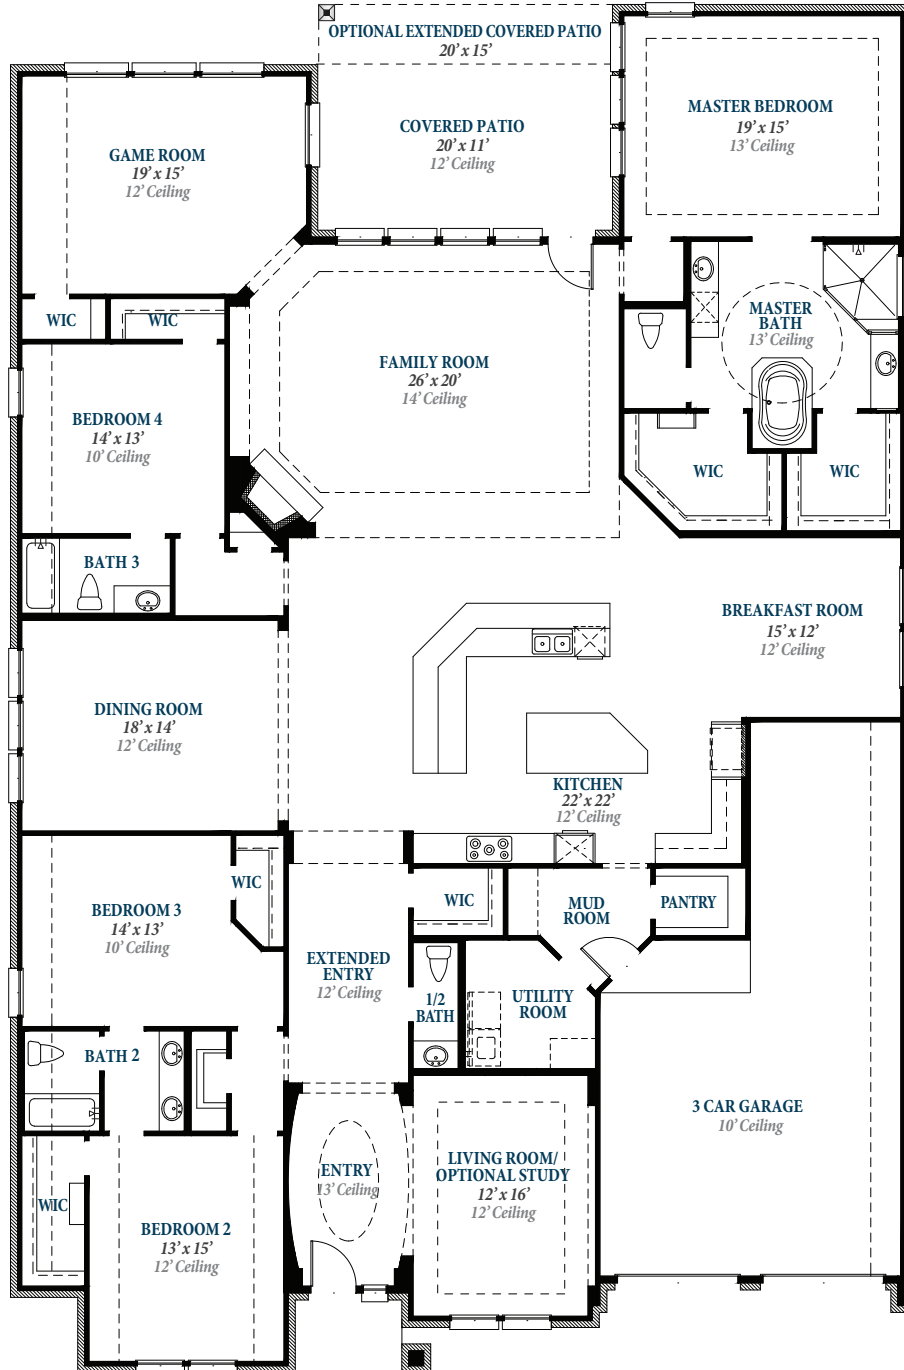 OPTIONAL EXTENDED COVERED PATIO
20' x 15'
COVERED PATIO
20' x 11'
12' Ceiling
MASTER BEDROOM
19' x 15'
13' Ceiling
GAME ROOM
19' x 15'
12' Ceiling
WIC
WIC
MASTER
BATH
13' Ceiling
FAMILY ROOM
26' x 20'
14' Ceiling
BEDROOM 4
14' x 13'
10' Ceiling
WIC
WIC
BATH 3
BREAKFAST ROOM
15' x 12'
12' Ceiling
DINING ROOM
18' x 14'
12' Ceiling
KITCHEN
22' x 22'
12' Ceiling
WIC
BEDROOM 3
14' x 13'
10' Ceiling
WIC
MUD
ROOM
PANTRY
EXTENDED
ENTRY
12' Ceiling
1/2
BATH
UTILITY
ROOM
BATH 2
3 CAR GARAGE
10' Ceiling
ENTRY
13' Ceiling
LIVING ROOM/
OPTIONAL STUDY
12' x 16'
12' Ceiling
WIC
BEDROOM 2
13' x 15'
12' Ceiling